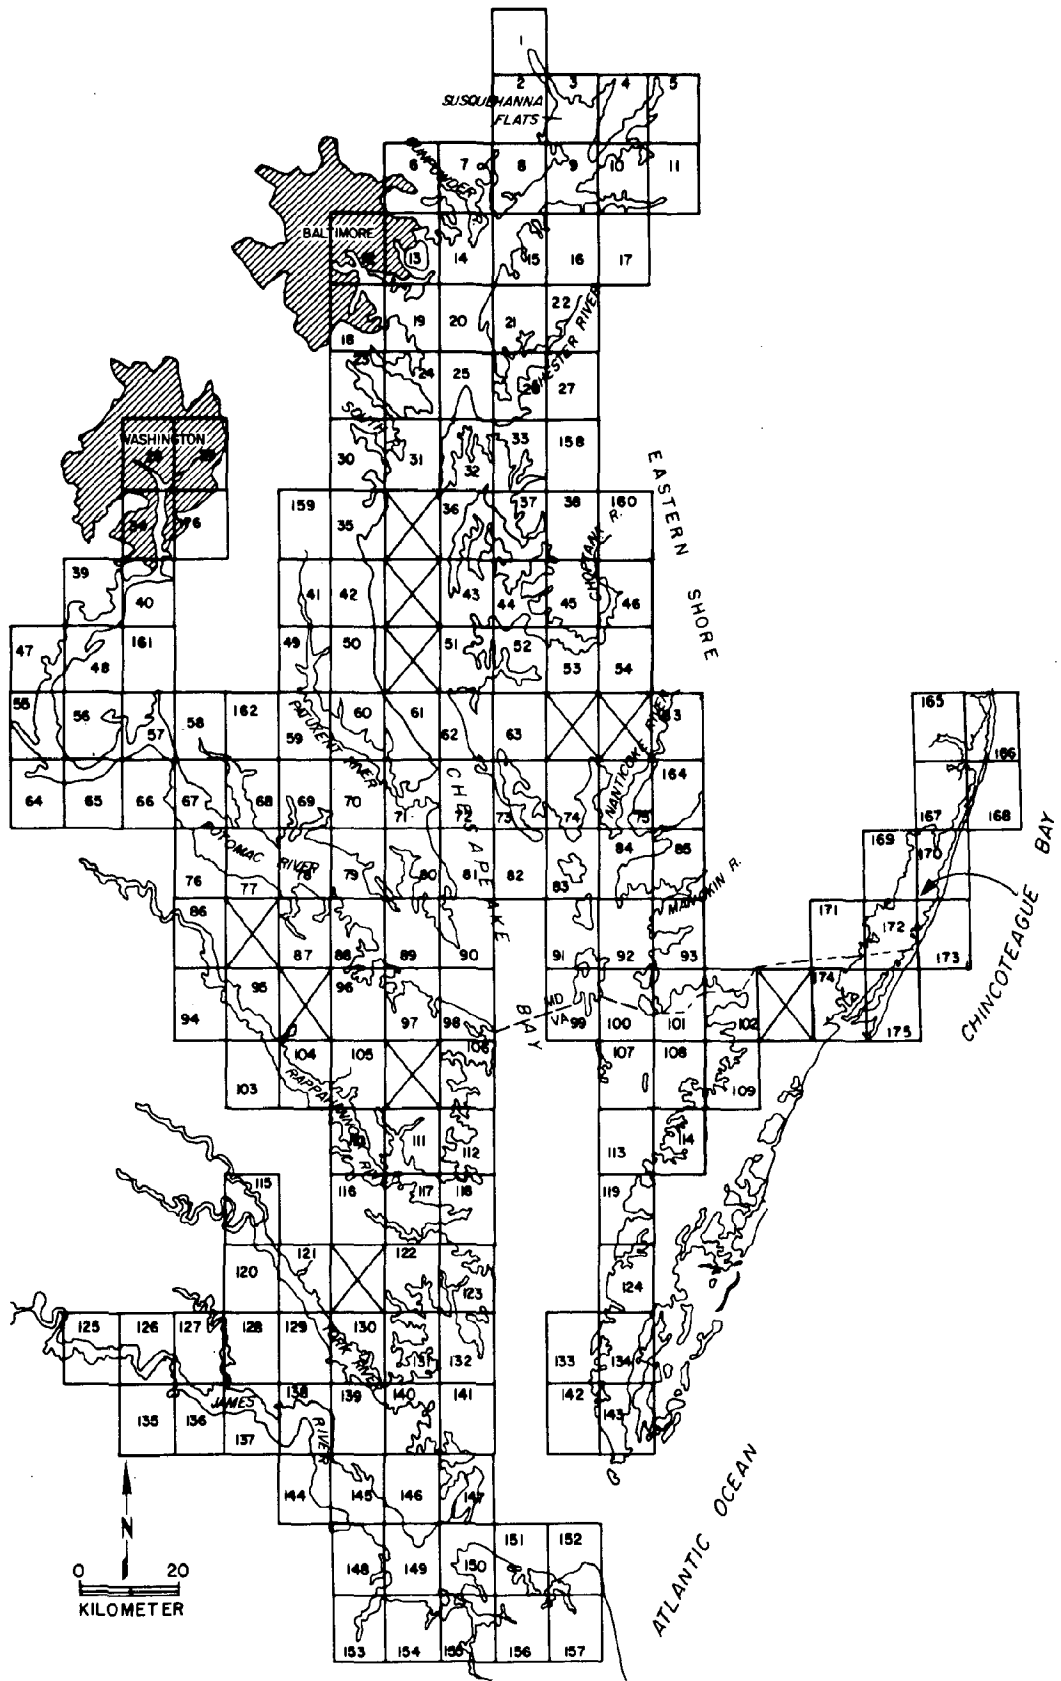 1
2 3 4 5
SUSQUEHANNA
FLATS
6 7 8 9 10 11
GUNPOWDER R.
BALTIMORE
13 14 15 16 17
18 19 20 21 22
CHESTER RIVER
23 24 25 26 27
SOUTH
WASHINGTON
30 31 32 33 158
159 35 36 37 38 160
CHOPTANK R.
EASTERN SHORE
39
40 41 42 43 44 45 46
47 48 161 49 50 51 52 53 54
55 56 57 58 162 59 60 61 62 63 163
165 166
PATUXENT RIVER
NANTICOKE RIVER
64 65 66 67 68 69 70 71 72 73 74 75 164
167 168
CHESAPEAKE BAY
POTOMAC RIVER
76 77 78 79 80 81 82 83 84 85
169 170
MANOKIN R.
86 87 88 89 90 91 92 93
171 172 173
CHINCOTEAGUE BAY
94 95 96 97 98 99 100 101 102
MD
VA
174 175
103 104 105 106 107 108 109
RAPPAHANNOCK RIVER
111 112 113 114
115 116 117 118 119
120 121 122 123 124
125 126 127 128 129 130 131 132 133 134
YORK RIVER
135 136 137 138 139 140 141 142 143
JAMES RIVER
144 145 146 147
N
148 149 150 151 152
0 20
KILOMETER
153 154 155 156 157
ATLANTIC OCEAN